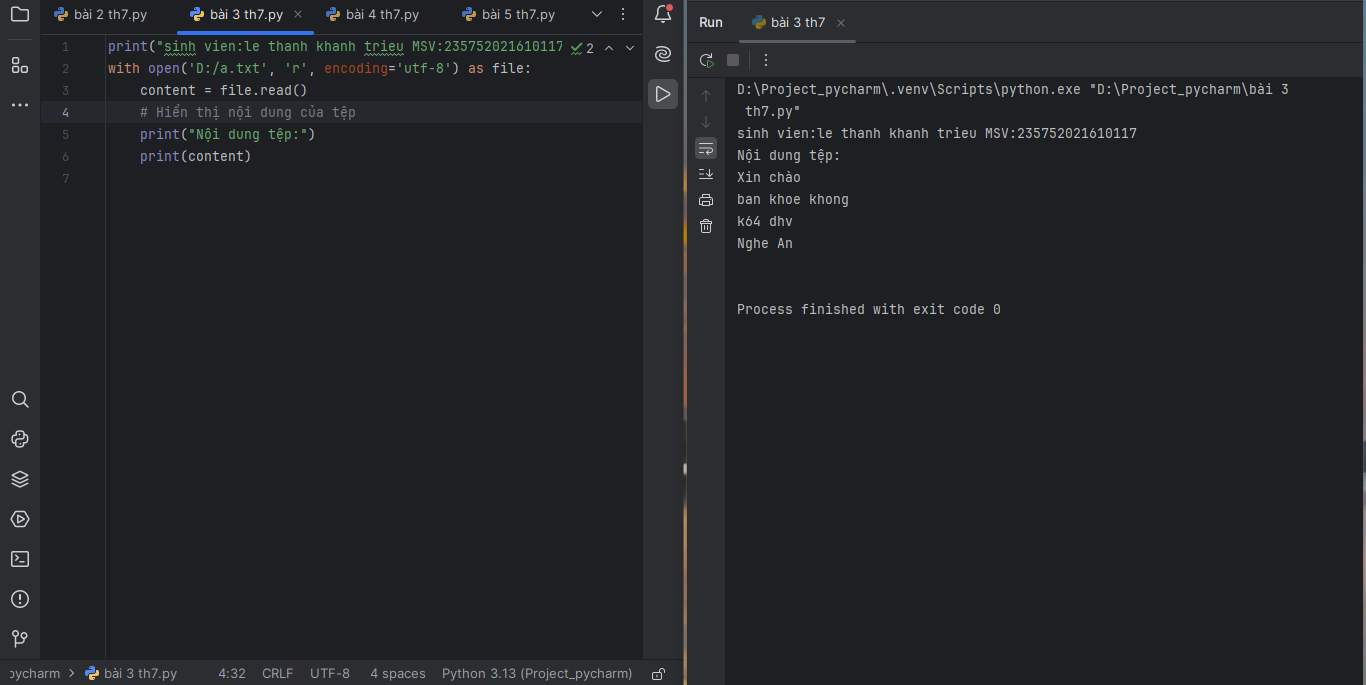 bài 2 th7.py
bài 3 th7.py
bài 4 th7.py
bài 5 th7.py
1 print("sinh vien:le thanh khanh trieu MSV:235752021610117
2
2 with open('D:/a.txt', 'r', encoding='utf-8') as file:
3 content = file.read()
4 # Hiển thị nội dung của tệp
5 print("Nội dung tệp:")
6 print(content)
7
ycharm > bài 3 th7.py 4:32 CRLF UTF-8 4 spaces Python 3.13 (Project_pycharm)
Run bài 3 th7
D:\Project_pycharm\.venv\Scripts\python.exe "D:\Project_pycharm\bài 3
th7.py"
sinh vien:le thanh khanh trieu MSV:235752021610117
Nội dung tệp:
Xin chào
ban khoe khong
k64 dhv
Nghe An
Process finished with exit code 0